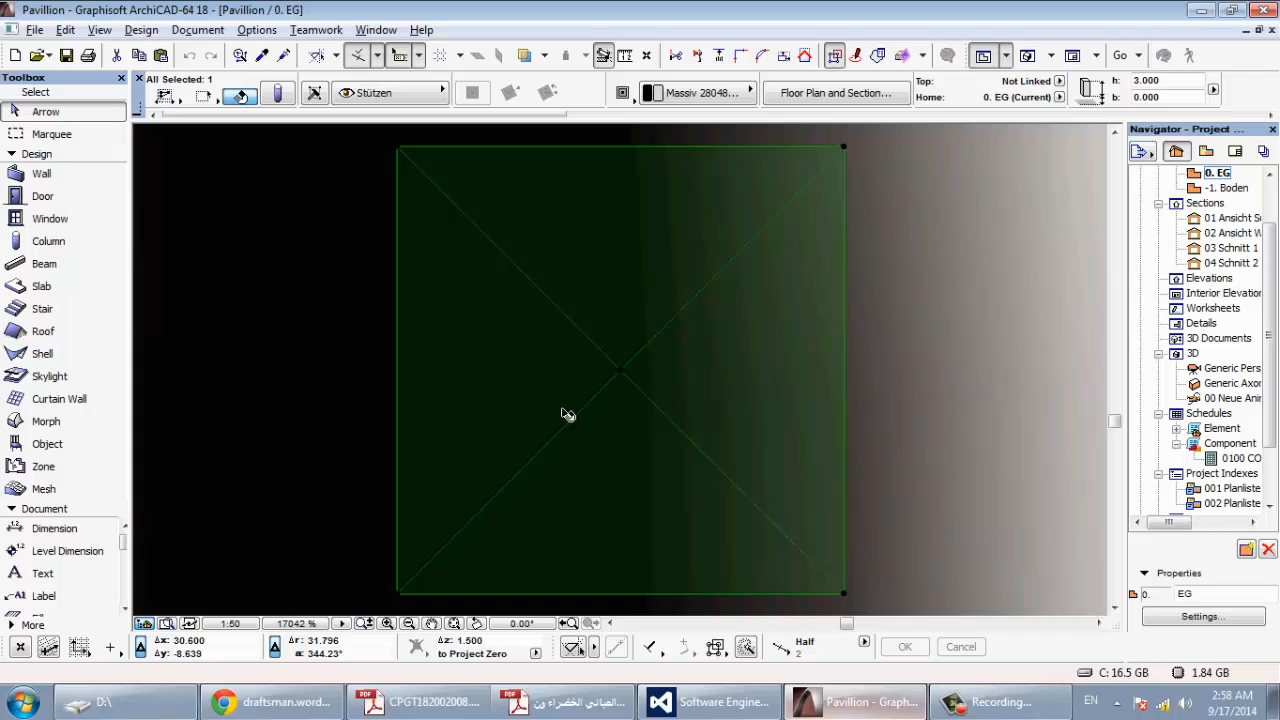 Pavillion - Graphisoft ArchiCAD-64 18 - [Pavillion / 0. EG]
File Edit View Design Document Options Teamwork Window Help
Go
Toolbox
Select
Arrow
Marquee
Design
Wall
Door
Window
Column
Beam
Slab
Stair
Roof
Shell
Skylight
Curtain Wall
Morph
Object
Zone
Mesh
Document
Dimension
Level Dimension
Text
Label
More
All Selected: 1
Stützen
Massiv 28048...
Floor Plan and Section...
Top: Not Linked
Home: 0. EG (Current)
h: 3.000
b: 0.000
Navigator - Project ...
0. EG
-1. Boden
Sections
01 Ansicht S
02 Ansicht W
03 Schnitt 1
04 Schnitt 2
Elevations
Interior Elevation
Worksheets
Details
3D Documents
3D
Generic Pers
Generic Axor
00 Neue Ani
Schedules
Element
Component
0100 CO
Project Indexes
001 Planliste
002 Planliste
Properties
0. EG
Settings...
1:50 17042 % 0.00°
Δx: 30.600
Δy: -8.639
Δr: 31.796
a: 344.23°
Δz: 1.500
to Project Zero
Half
2
OK Cancel
C: 16.5 GB 1.84 GB
D:\ draftsman.word... CPGT182002008.... المباني الخضراء ون... Software Engine... Pavillion - Graph... Recording...
EN
2:58 AM
9/17/2014